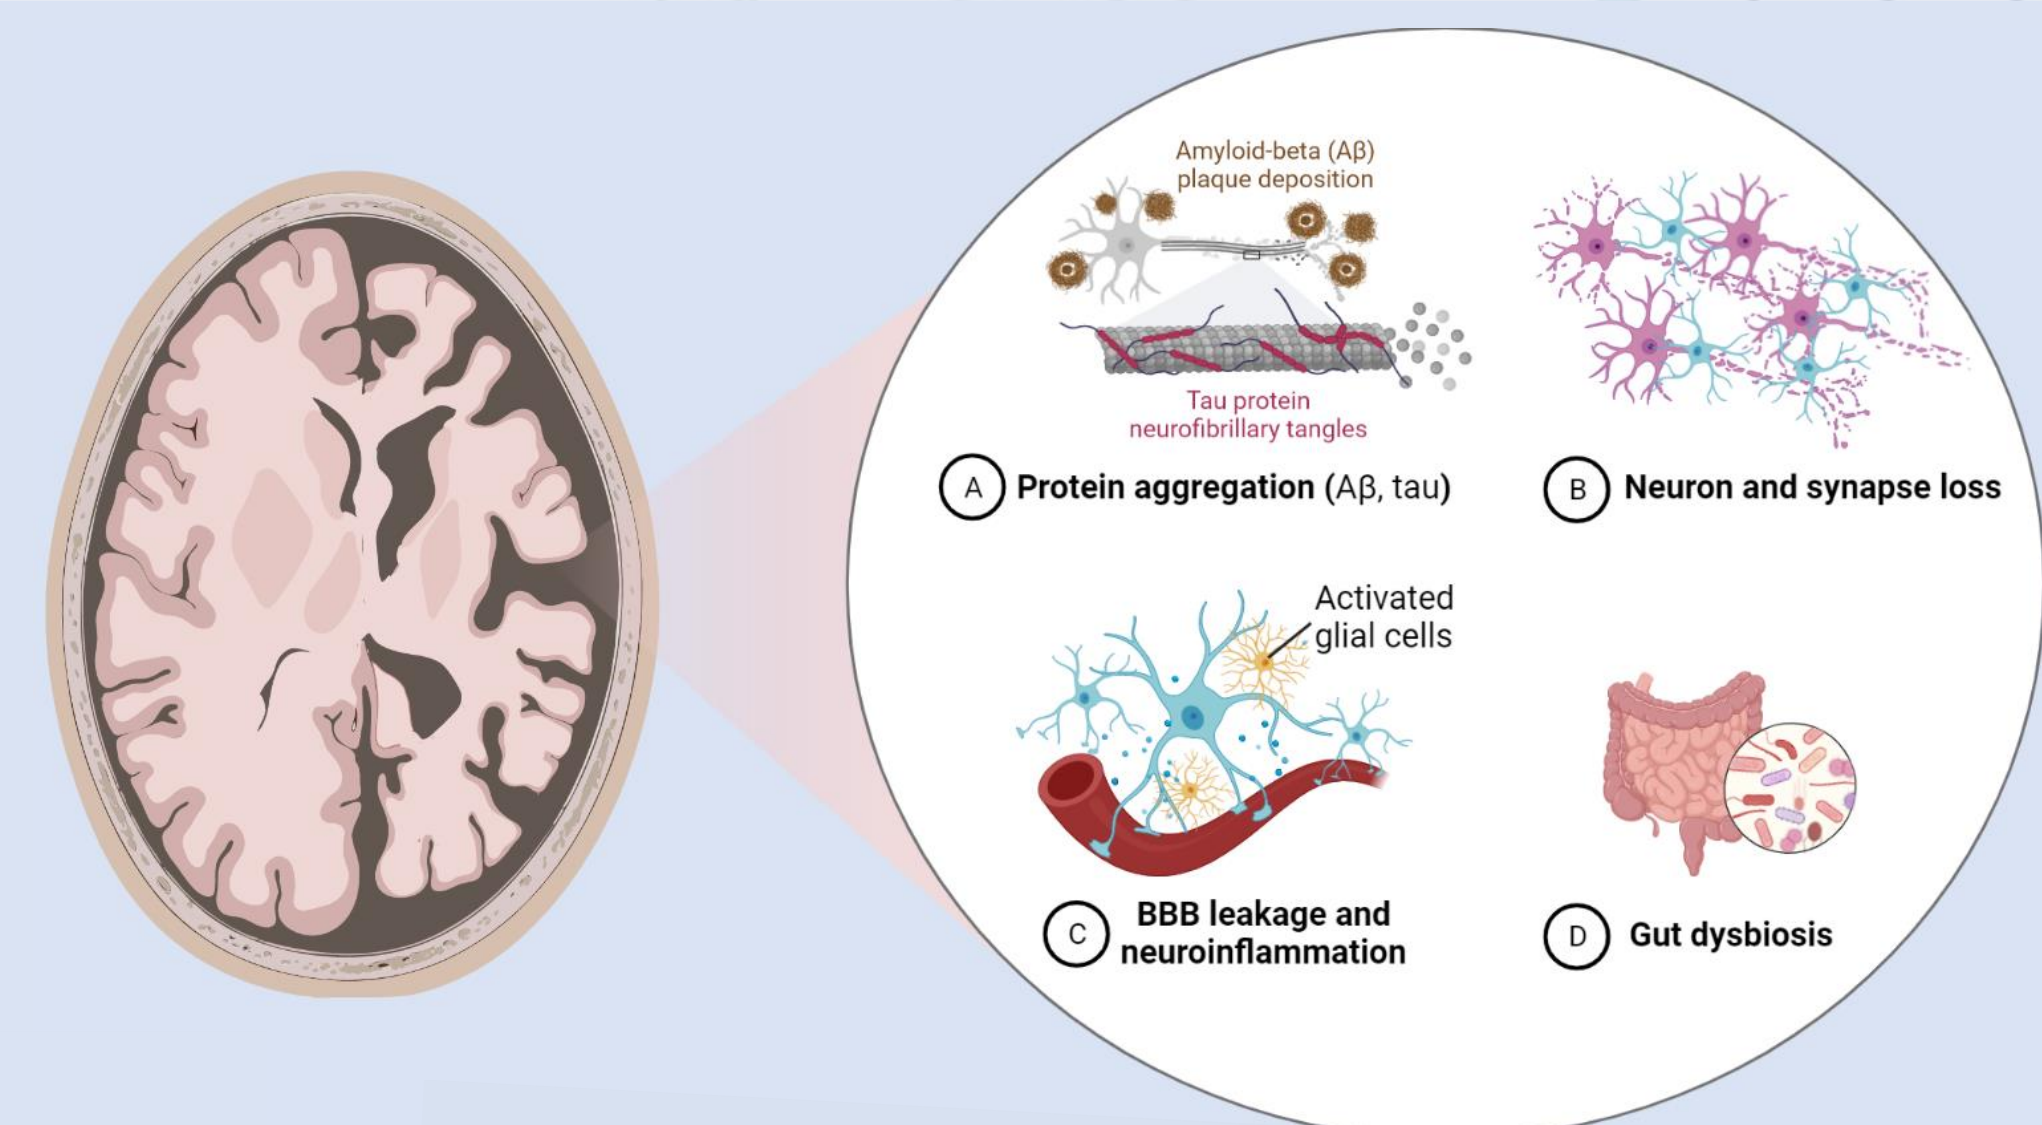 Amyloid-beta (Aβ)
plaque deposition
Tau protein
neurofibrillary tangles
A Protein aggregation (Aβ, tau)
B Neuron and synapse loss
Activated
glial cells
C BBB leakage and
neuroinflammation
D Gut dysbiosis